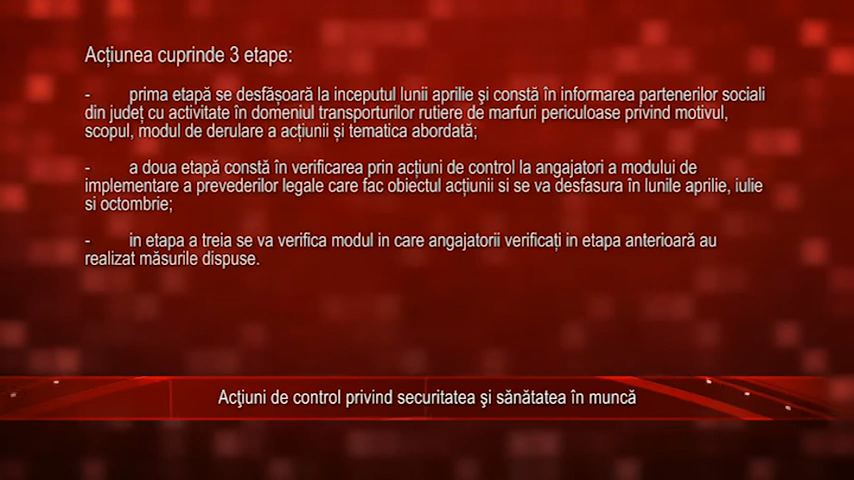 Acțiunea cuprinde 3 etape:
- prima etapă se desfășoară la inceputul lunii aprilie şi constă în informarea partenerilor sociali
din județ cu activitate în domeniul transporturilor rutiere de marfuri periculoase privind motivul,
scopul, modul de derulare a acțiunii și tematica abordată;
- a doua etapă constă în verificarea prin acțiuni de control la angajatori a modului de
implementare a prevederilor legale care fac obiectul acțiunii si se va desfasura în lunile aprilie, iulie
si octombrie;
- in etapa a treia se va verifica modul in care angajatorii verificați in etapa anterioară au
realizat măsurile dispuse.
Acţiuni de control privind securitatea şi sănătatea în muncă